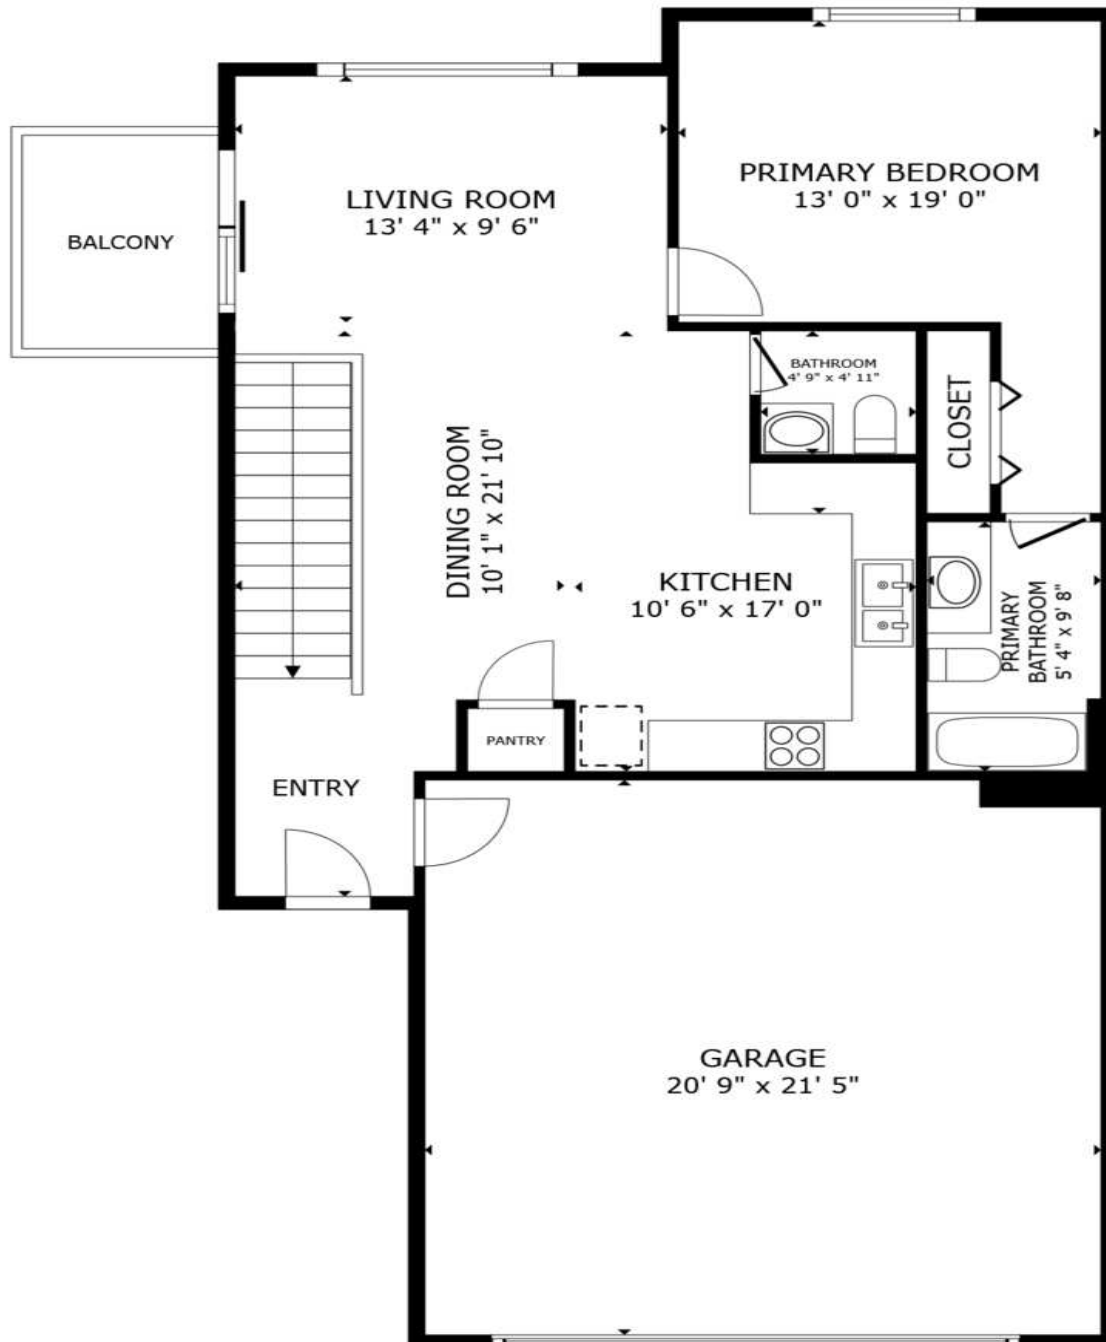 PRIMARY BEDROOM
13' 0" x 19' 0"
LIVING ROOM
13' 4" x 9' 6"
BALCONY
BATHROOM
4' 9" x 4' 11"
CLOSET
DINING ROOM
10' 1" x 21' 10"
KITCHEN
10' 6" x 17' 0"
PRIMARY
BATHROOM
5' 4" x 9' 8"
PANTRY
ENTRY
GARAGE
20' 9" x 21' 5"